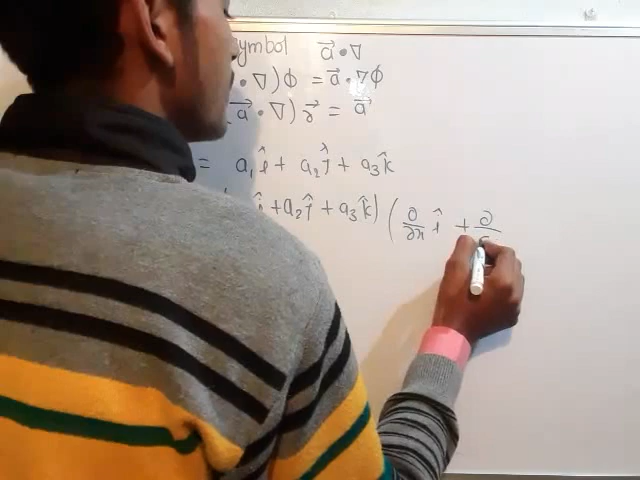 ymbol a⃗ · ∇
· ∇)ϕ = a⃗ · ∇ϕ
(a⃗ · ∇) r⃗ = a⃗
= a₁î + a₂ĵ + a₃k̂
î + a₂ĵ + a₃k̂) (∂/∂x î + ∂/